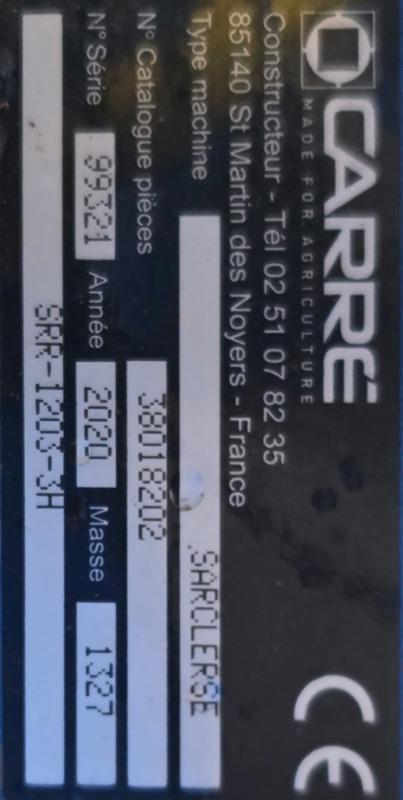 CARRÉ
MADE FOR AGRICULTURE
CE
Constructeur - Tél 02 51 07 82 35
85140 St Martin des Noyers - France
Type machine SARCLERSE
N° Catalogue pièces 38018202
N° Série 99321 Année 2020 Masse 1327
SRR-1203-3H